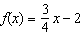 f(x) = 3/4 x − 2